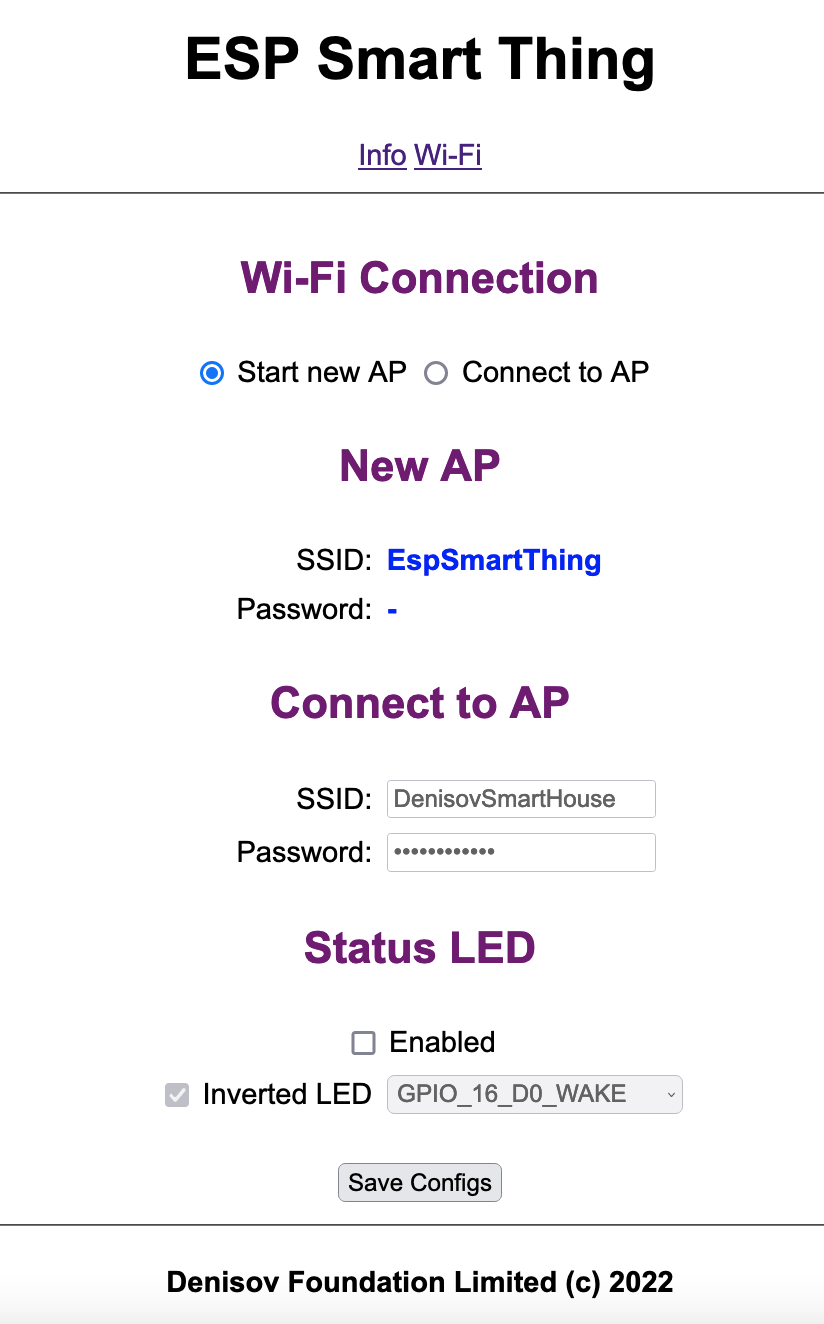 ESP Smart Thing
Info Wi-Fi
Wi-Fi Connection
Start new AP Connect to AP
New AP
SSID: EspSmartThing
Password: -
Connect to AP
SSID: DenisovSmartHouse
Password: ••••••••••••
Status LED
Enabled
Inverted LED GPIO_16_D0_WAKE
Save Configs
Denisov Foundation Limited (c) 2022